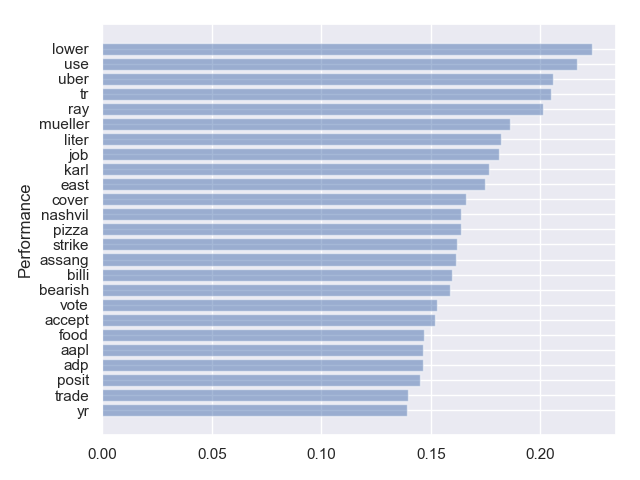 lower
use
uber
tr
ray
mueller
liter
job
karl
east
cover
nashvil
pizza
strike
assang
billi
bearish
vote
accept
food
aapl
adp
posit
trade
yr
Performance
0.00 0.05 0.10 0.15 0.20